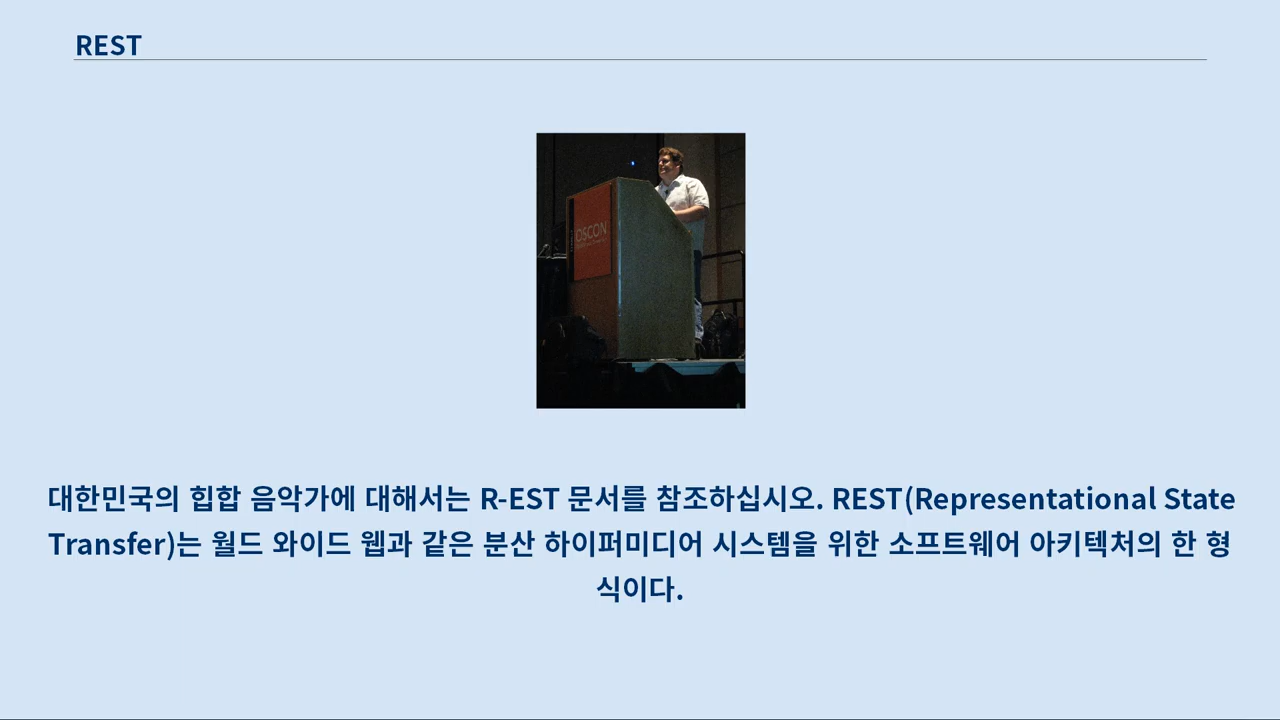 REST
OSCON
대한민국의 힙합 음악가에 대해서는 R-EST 문서를 참조하십시오. REST(Representational State
Transfer)는 월드 와이드 웹과 같은 분산 하이퍼미디어 시스템을 위한 소프트웨어 아키텍처의 한 형
식이다.